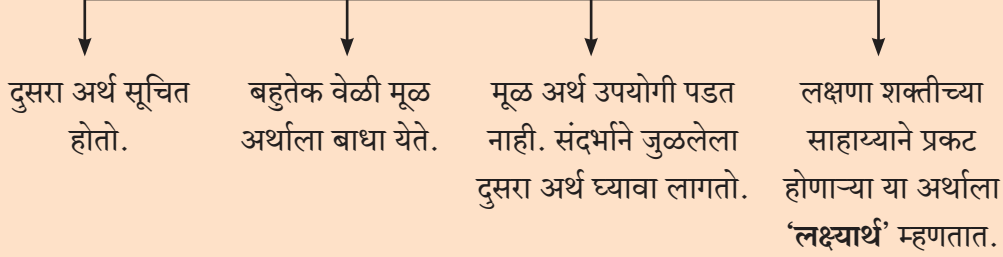 दुसरा अर्थ सूचित
होतो.
बहुतेक वेळी मूळ
अर्थाला बाधा येते.
मूळ अर्थ उपयोगी पडत
नाही. संदर्भाने जुळलेला
दुसरा अर्थ घ्यावा लागतो.
लक्षणा शक्तीच्या
साहाय्याने प्रकट
होणाऱ्या या अर्थाला
‘लक्ष्यार्थ’ म्हणतात.